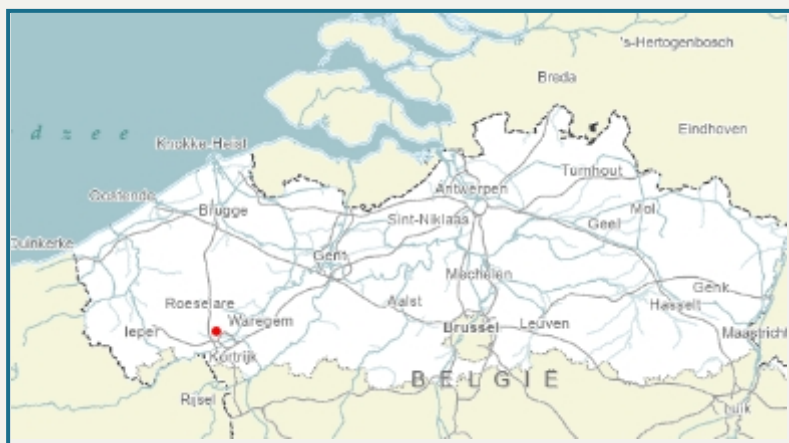 's-Hertogenbosch
Breda
d z e e
Eindhoven
Knokke-Heist
Turnhout
Antwerpen
Oostende
Brugge
Mol
Sint-Niklaas
Geel
Duinkerke
Gent
Mechelen
Genk
Roeselare
Aalst
Hasselt
Waregem
Ieper
Brussel
Leuven
Maastricht
Kortrijk
BELGIË
Rijsel
Luik